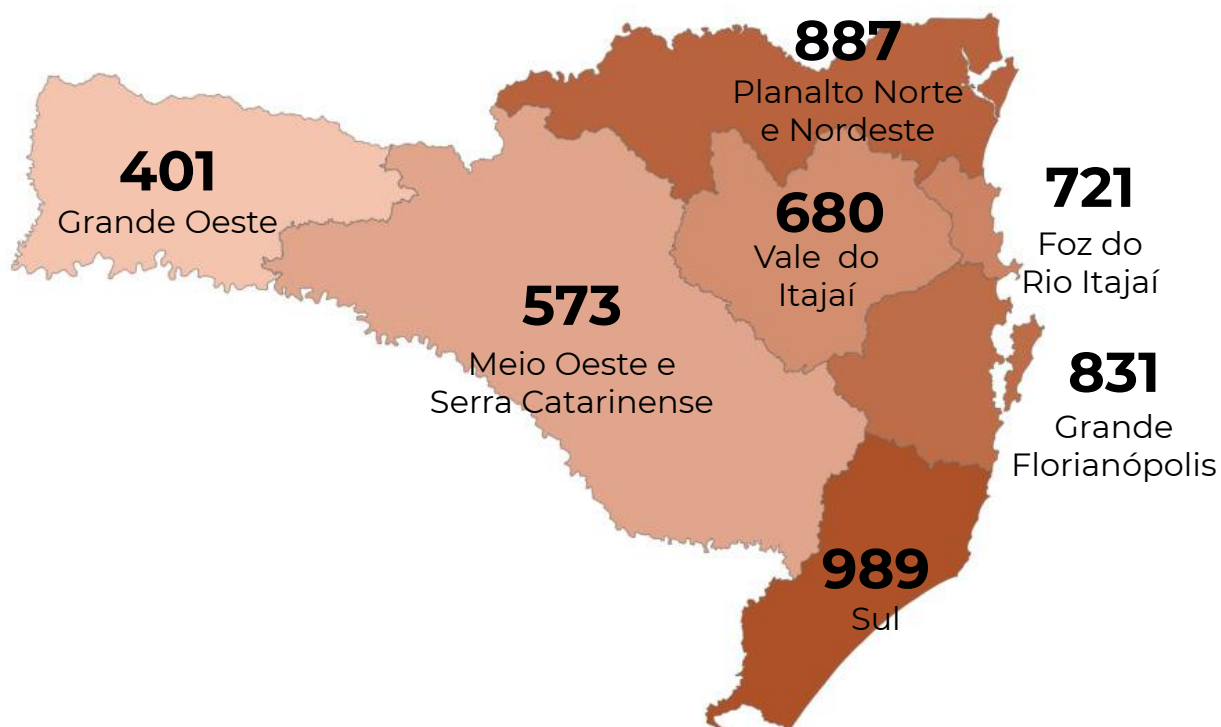 887
Planalto Norte
e Nordeste
401
Grande Oeste
680
Vale do
Itajaí
721
Foz do
Rio Itajaí
573
Meio Oeste e
Serra Catarinense
831
Grande
Florianópolis
989
Sul